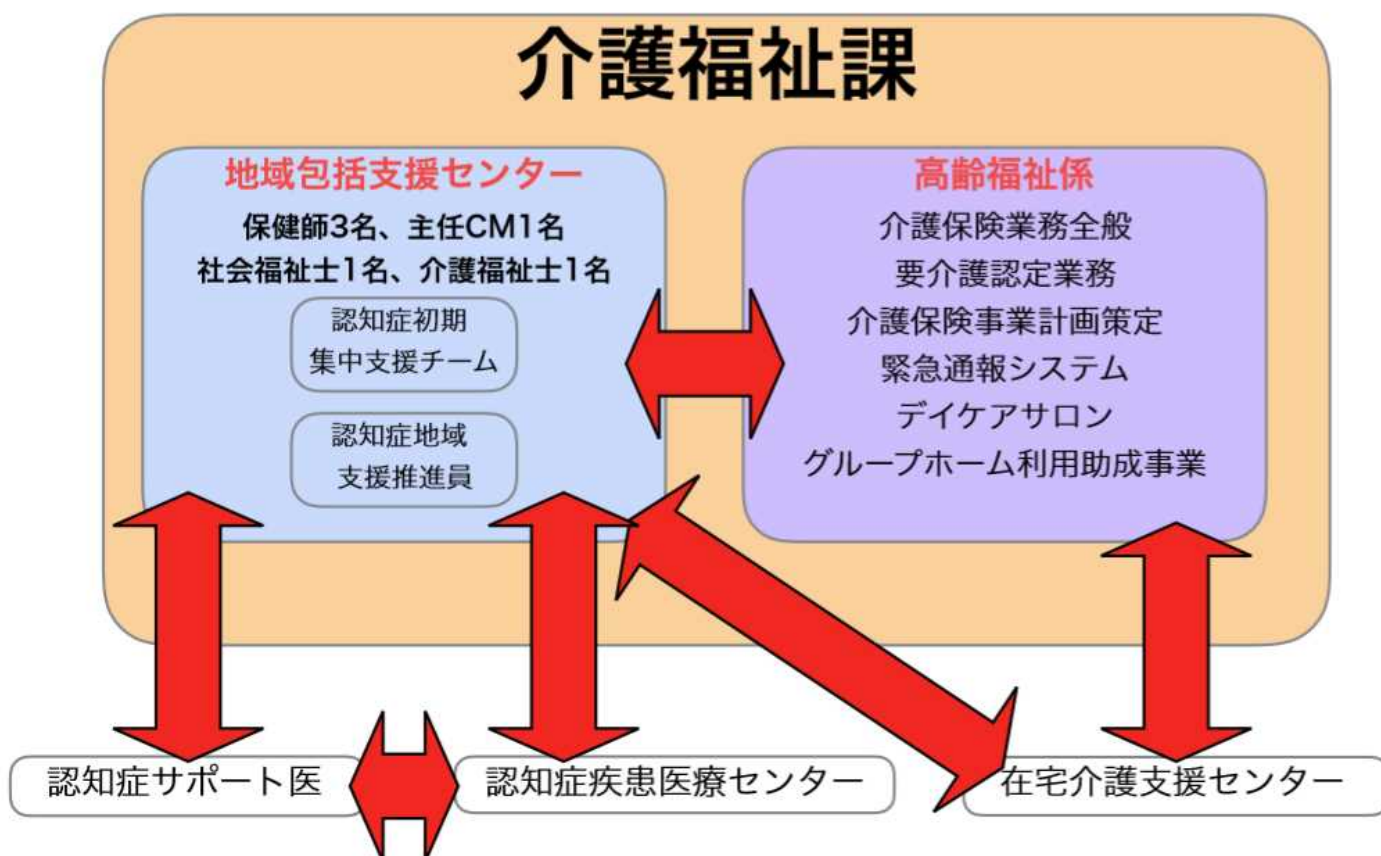 介護福祉課
地域包括支援センター
保健師3名、主任CM1名
社会福祉士1名、介護福祉士1名
認知症初期
集中支援チーム
認知症地域
支援推進員
高齢福祉係
介護保険業務全般
要介護認定業務
介護保険事業計画策定
緊急通報システム
デイケアサロン
グループホーム利用助成事業
認知症サポート医
認知症疾患医療センター
在宅介護支援センター